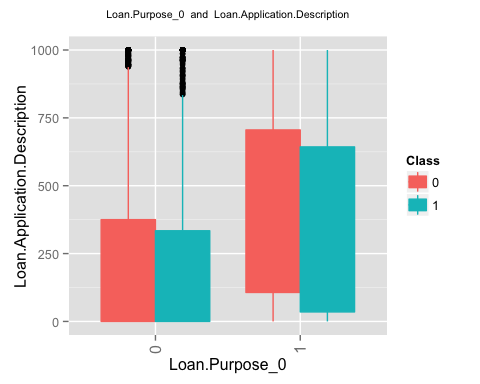 Loan.Purpose_0 and Loan.Application.Description
1000
750
500
250
0
Loan.Application.Description
0
1
Loan.Purpose_0
Class
0
1